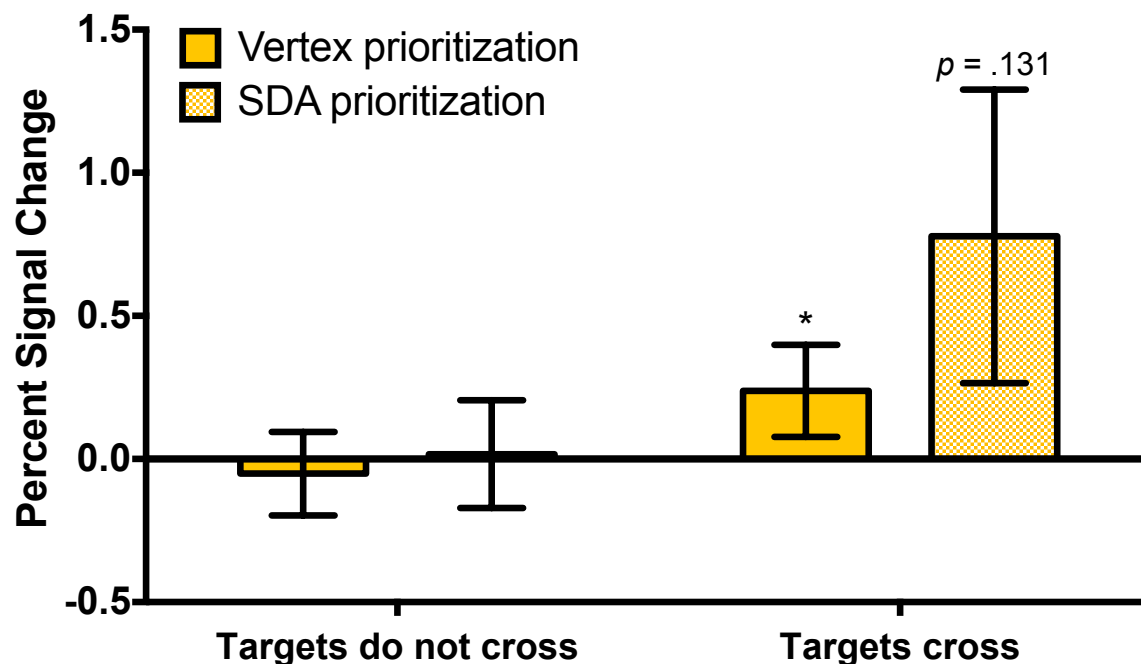 Percent Signal Change
1.5
1.0
0.5
0.0
-0.5
Vertex prioritization
SDA prioritization
p = .131
*
Targets do not cross
Targets cross